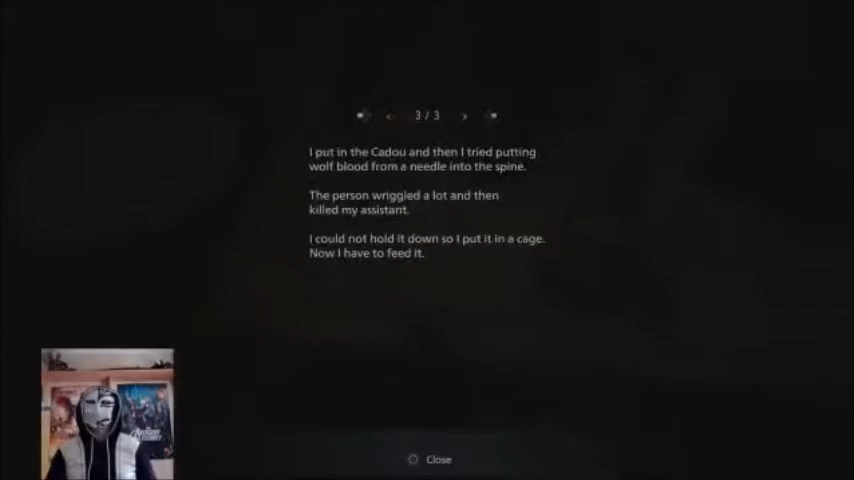 3 / 3
I put in the Cadou and then I tried putting
wolf blood from a needle into the spine.
The person wriggled a lot and then
killed my assistant.
I could not hold it down so I put it in a cage.
Now I have to feed it.
Close